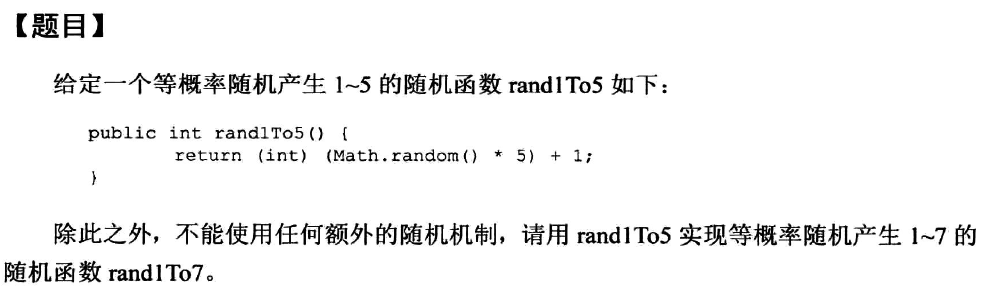 【题目】
给定一个等概率随机产生 1~5 的随机函数 rand1To5 如下：
public int rand1To5() {
return (int) (Math.random() * 5) + 1;
}
除此之外，不能使用任何额外的随机机制，请用 rand1To5 实现等概率随机产生 1~7 的
随机函数 rand1To7。